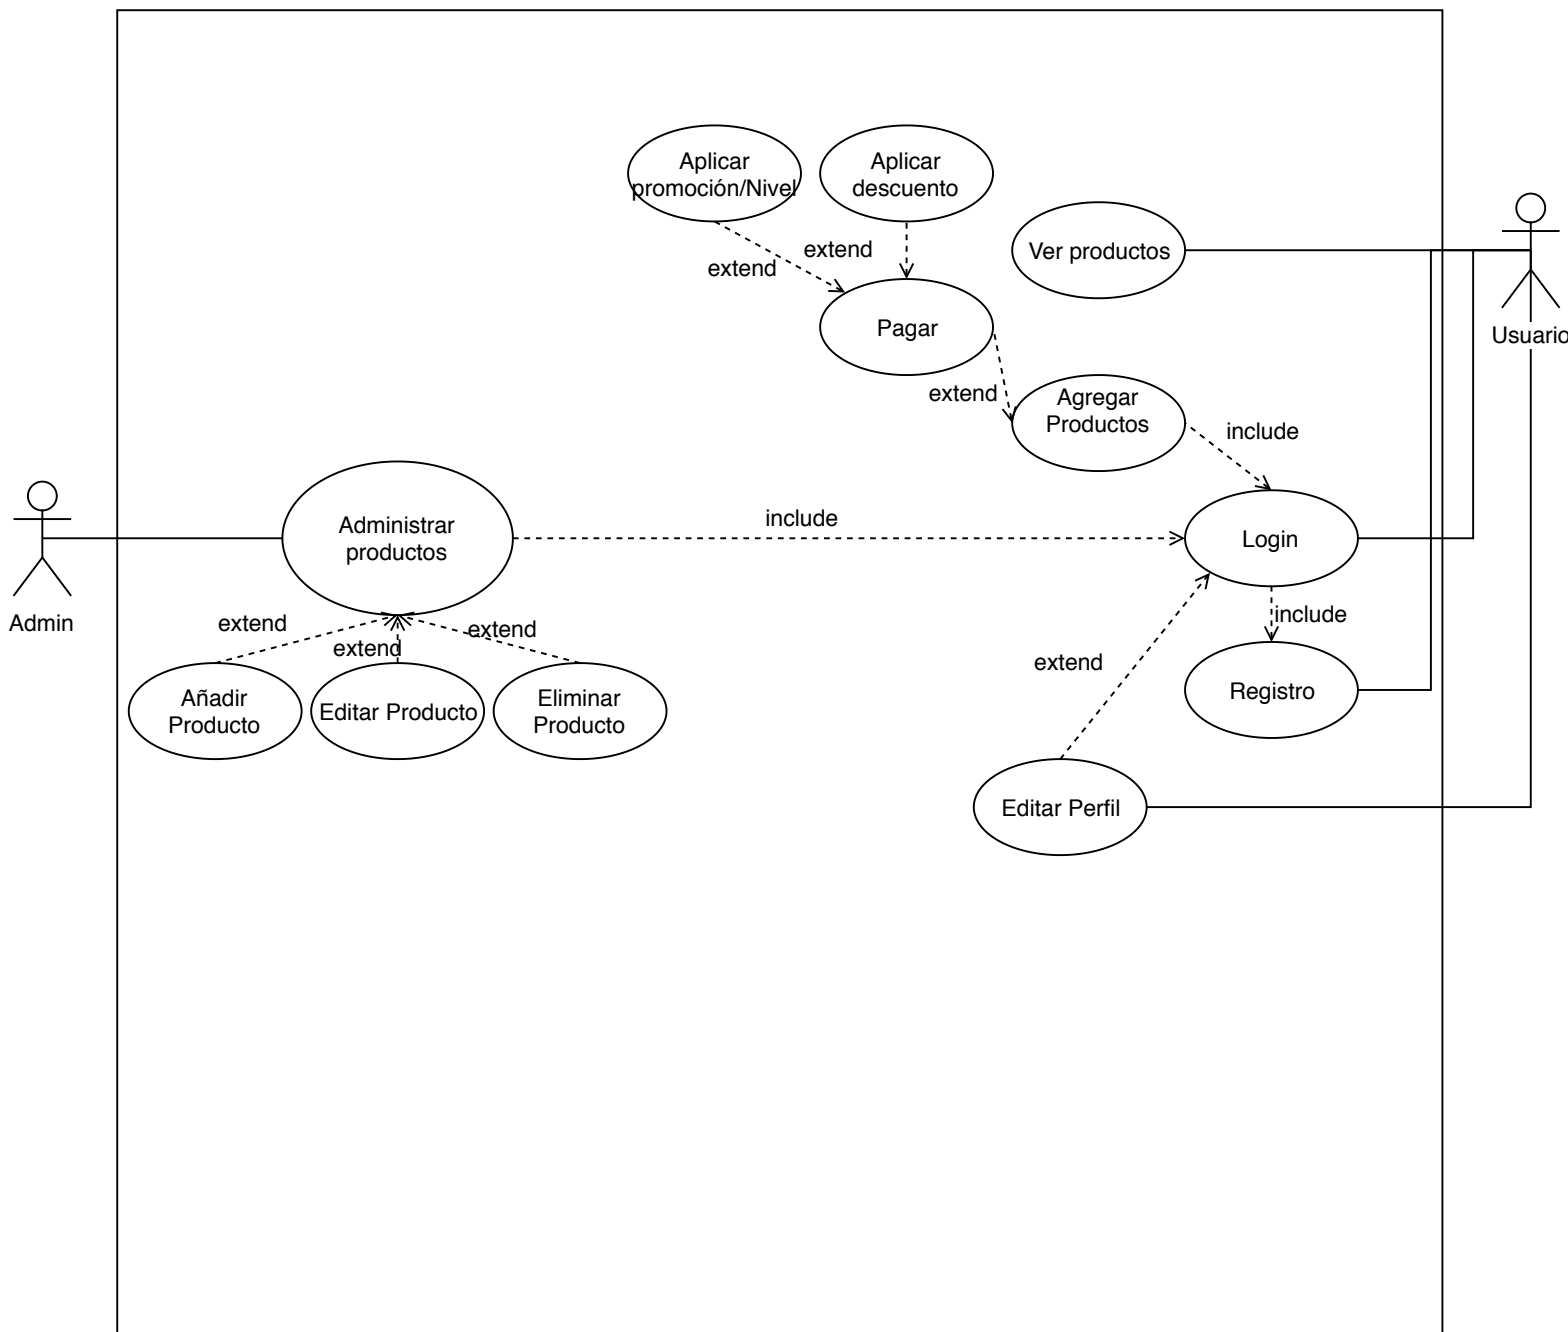 Aplicar
promoción/Nivel
Aplicar
descuento
extend
extend
Ver productos
Pagar
Usuario
extend
Agregar
Productos
include
Administrar
productos
include
Login
Admin
extend
extend
extend
include
extend
Añadir
Producto
Editar Producto
Eliminar
Producto
Registro
Editar Perfil